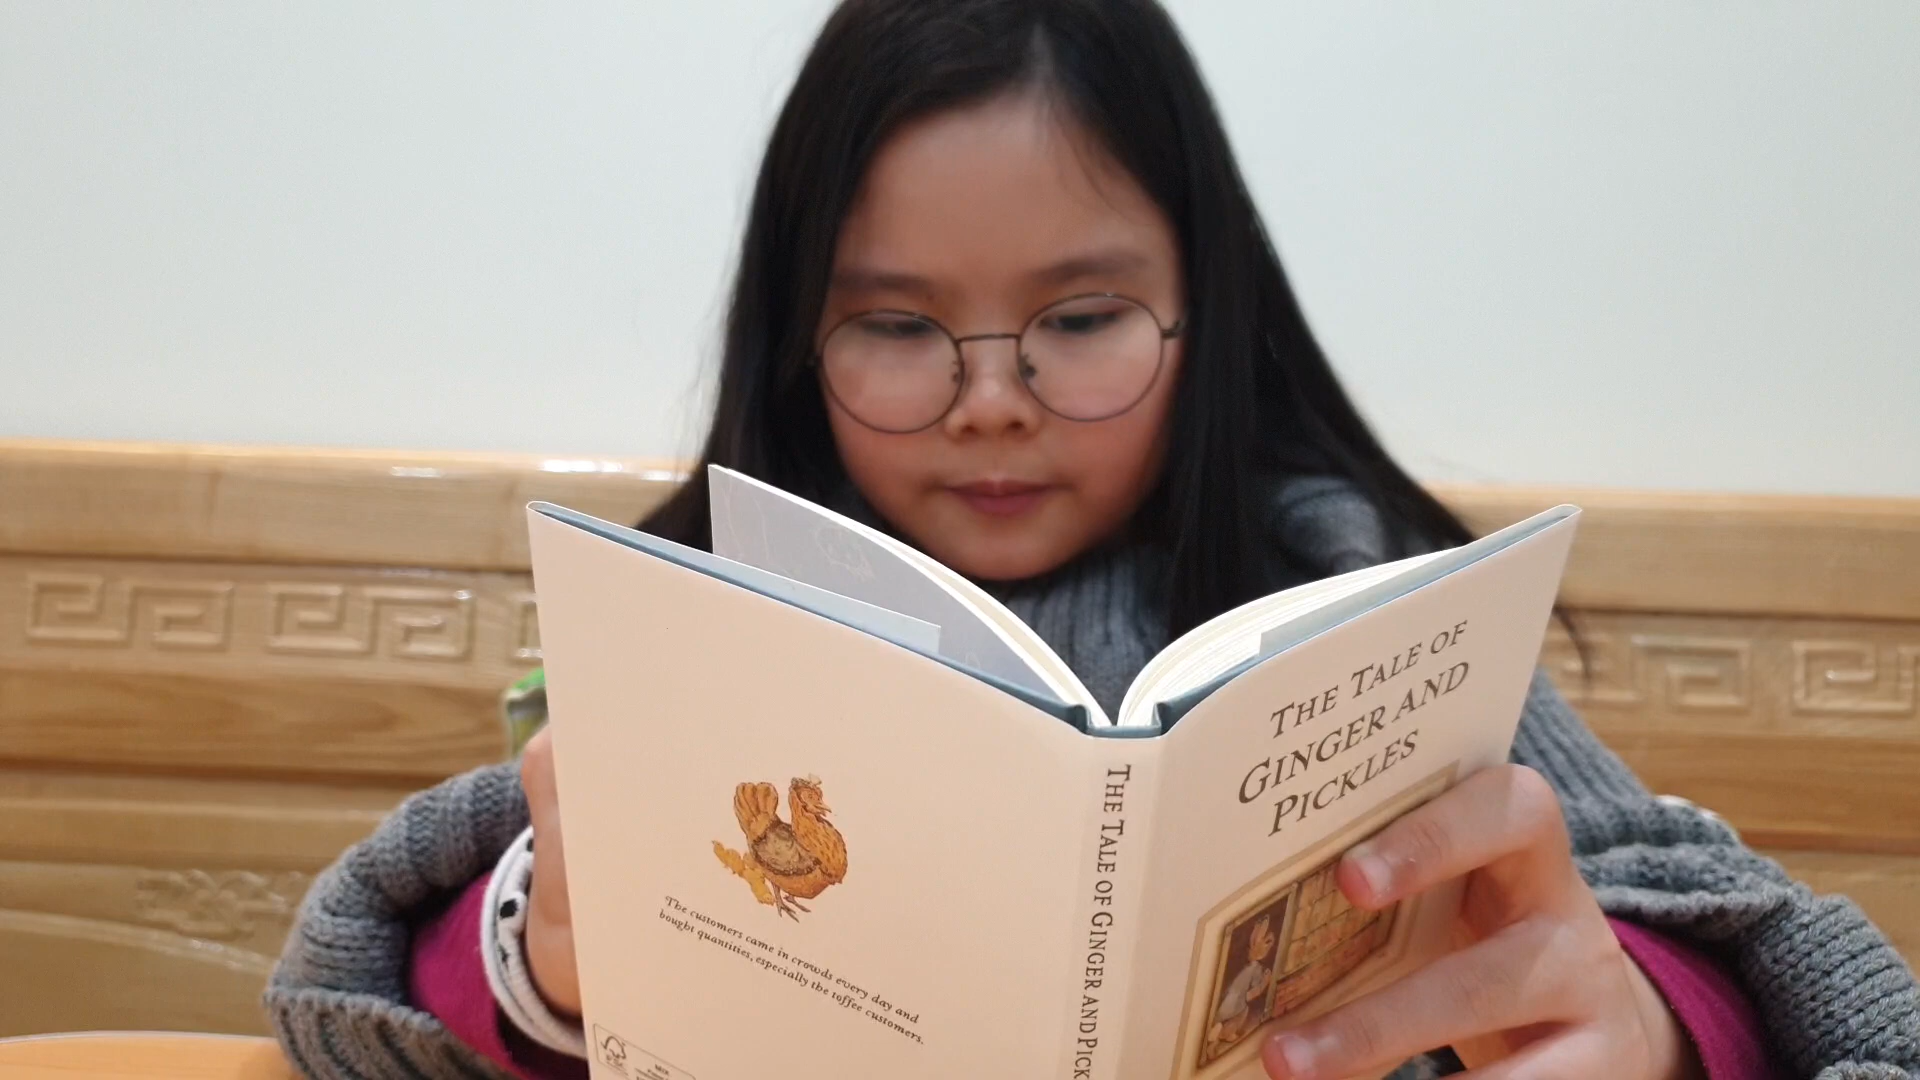 The customers came in crowds every day and
bought quantities, especially the toffee customers.
MIX
THE TALE OF GINGER AND PICK
THE TALE OF
GINGER AND
PICKLES